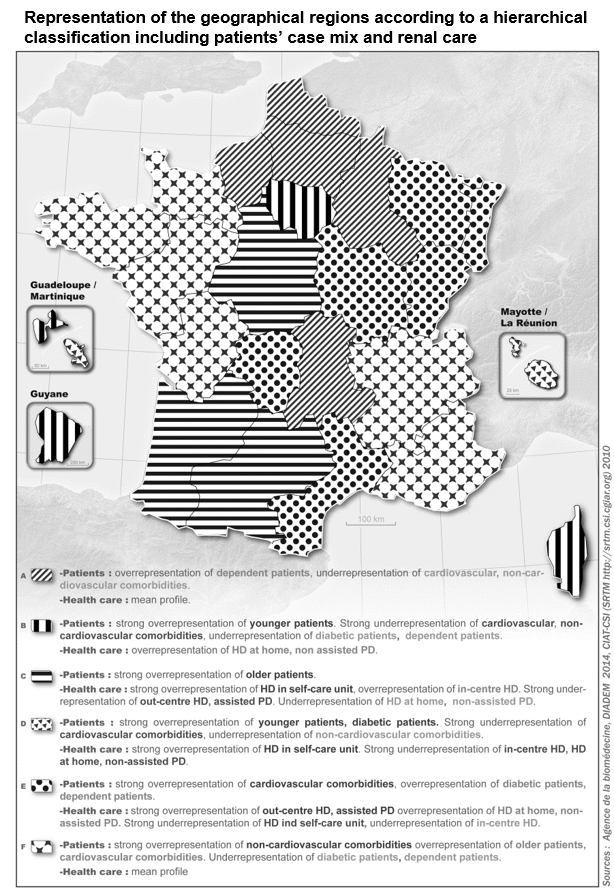 Representation of the geographical regions according to a hierarchical
classification including patients' case mix and renal care
Guadeloupe /
Martinique
50 km
Guyane
Mayotte /
La Réunion
25 km
100 km
A -Patients : overrepresentation of dependent patients, underrepresentation of cardiovascular, non-car-
diovascular comorbidities.
-Health care : mean profile.
B -Patients : strong overrepresentation of younger patients. Strong underrepresentation of cardiovascular, non-
cardiovascular comorbidities, underrepresentation of diabetic patients, dependent patients.
-Health care : overrepresentation of HD at home, non assisted PD.
C -Patients : strong overrepresentation of older patients.
-Health care : strong overrepresentation of HD in self-care unit, overrepresentation of in-centre HD. Strong under-
representation of out-centre HD, assisted PD. Underrepresentation of HD at home, non-assisted PD.
D -Patients : strong overrepresentation of younger patients, diabetic patients. Strong underrepresentation of
cardiovascular comorbidities, underrepresentation of non-cardiovascular comorbidities.
-Health care : strong overrepresentation of HD in self-care unit. Strong underrepresentation of in-centre HD, HD
at home, non-assisted PD.
E -Patients : strong overrepresentation of cardiovascular comorbidities, overrepresentation of diabetic patients,
dependent patients.
-Health care : strong overrepresentation of out-centre HD, assisted PD overrepresentation of HD at home, non-
assisted PD. Strong underrepresentation of HD ind self-care unit, underrepresentation of in-centre HD.
F -Patients : strong overrepresentation of non-cardiovascular comorbidities overrepresentation of older patients,
cardiovascular comorbidities. Underrepresentation of diabetic patients, dependent patients.
-Health care : mean profile
Sources : Agence de la biomédecine, DIADEM 2014, CIAT-CSI (SRTM http://srtm.csi.cgiar.org) 2010